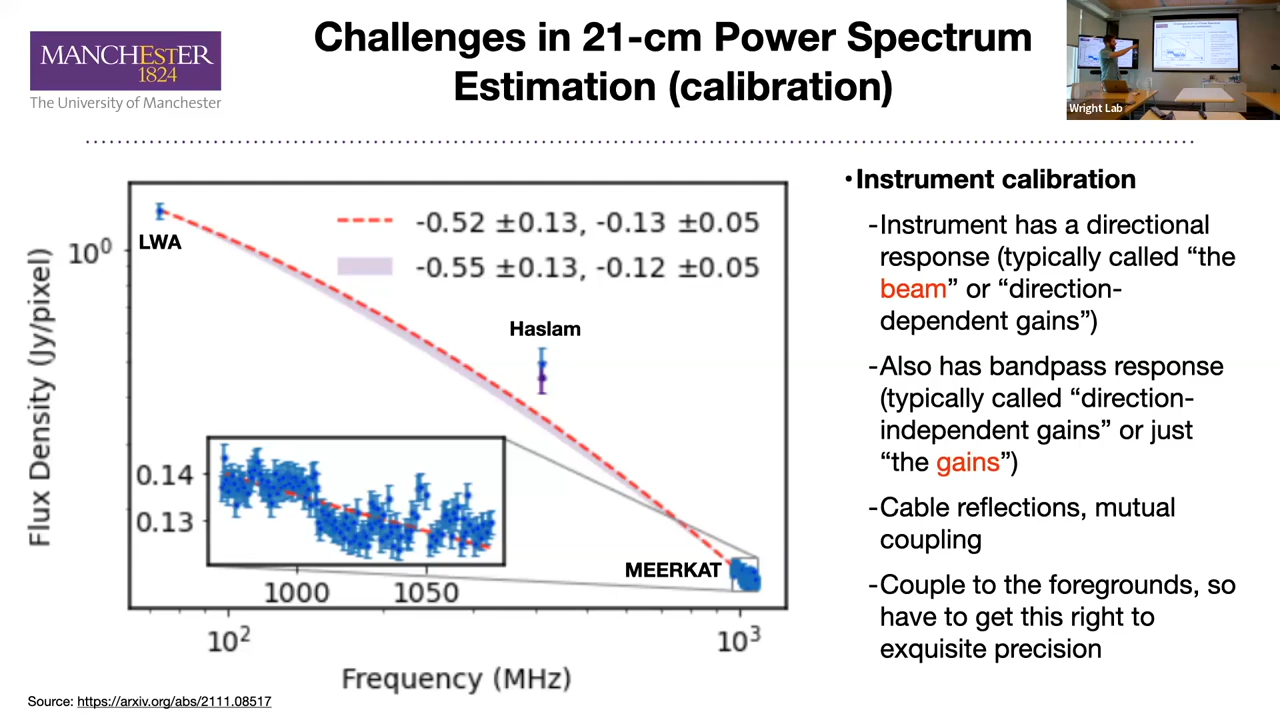 MANCHESTER
1824
The University of Manchester
Challenges in 21-cm Power Spectrum
Estimation (calibration)
Wright Lab
Flux Density (Jy/pixel)
10⁰
LWA
-0.52 ±0.13, -0.13 ±0.05
-0.55 ±0.13, -0.12 ±0.05
Haslam
0.14
0.13
1000
1050
MEERKAT
10²
10³
Frequency (MHz)
•Instrument calibration
-Instrument has a directional
response (typically called “the
beam” or “direction-
dependent gains”)
-Also has bandpass response
(typically called “direction-
independent gains” or just
“the gains”)
-Cable reflections, mutual
coupling
-Couple to the foregrounds, so
have to get this right to
exquisite precision
Source: https://arxiv.org/abs/2111.08517